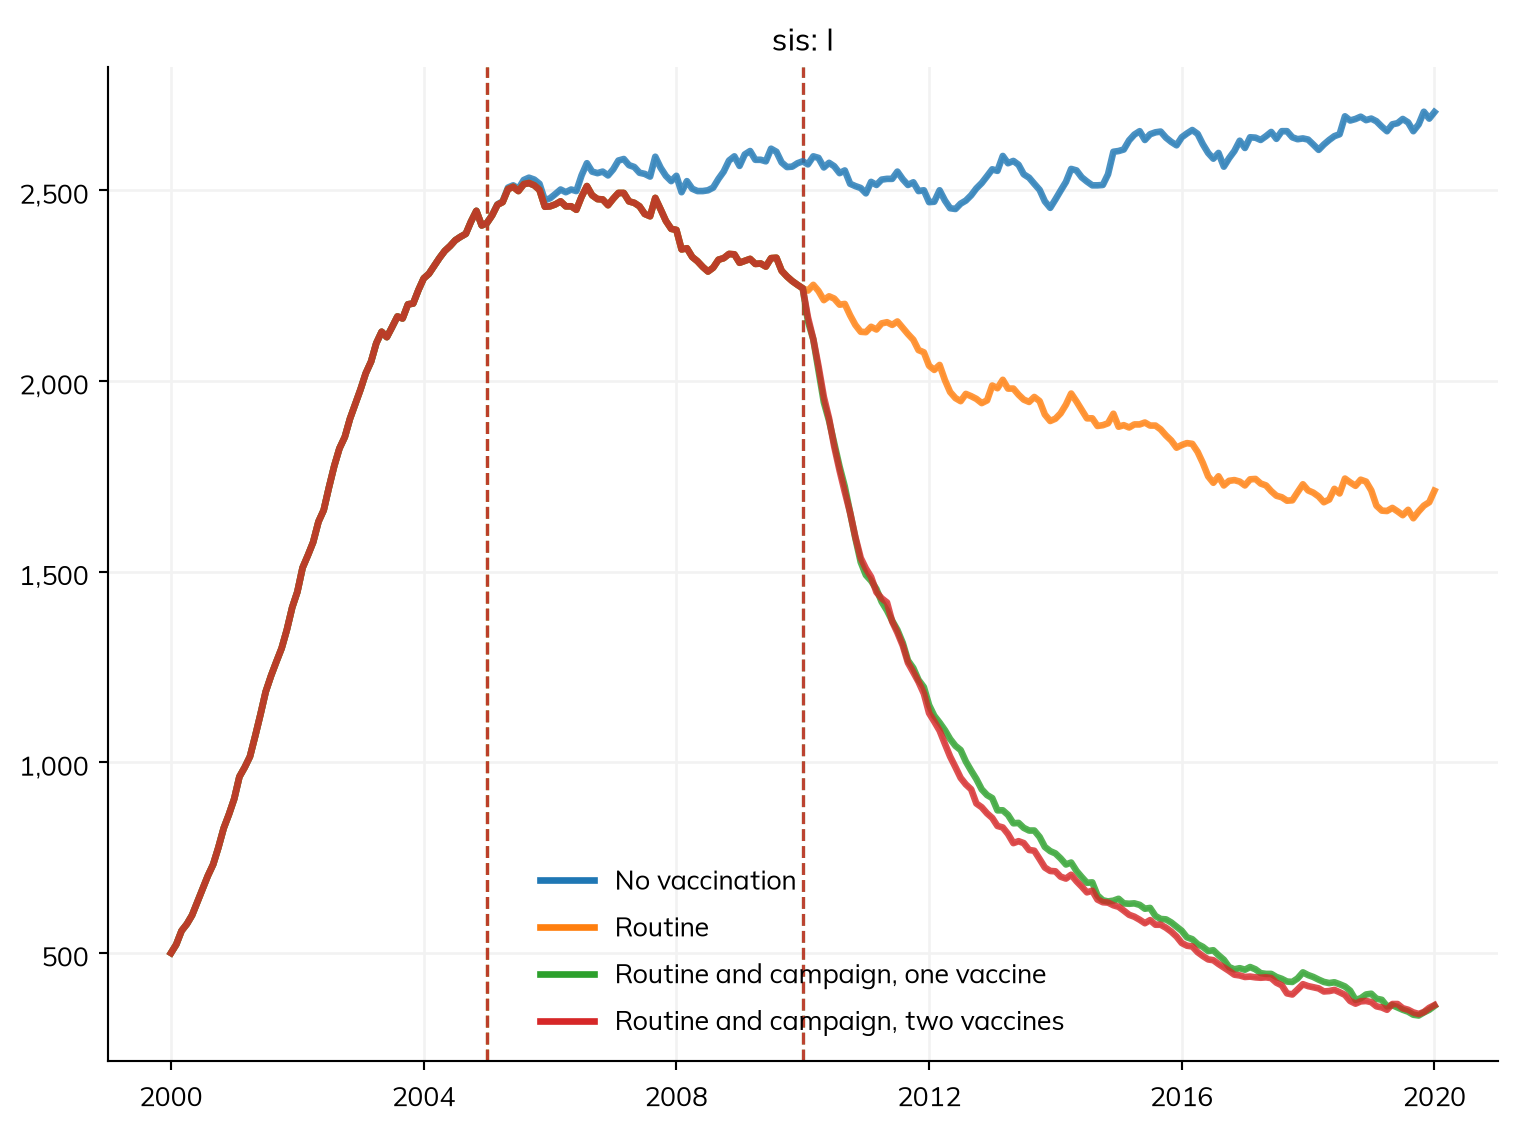 sis: I
2,500
2,000
1,500
1,000
500
No vaccination
Routine
Routine and campaign, one vaccine
Routine and campaign, two vaccines
2000 2004 2008 2012 2016 2020